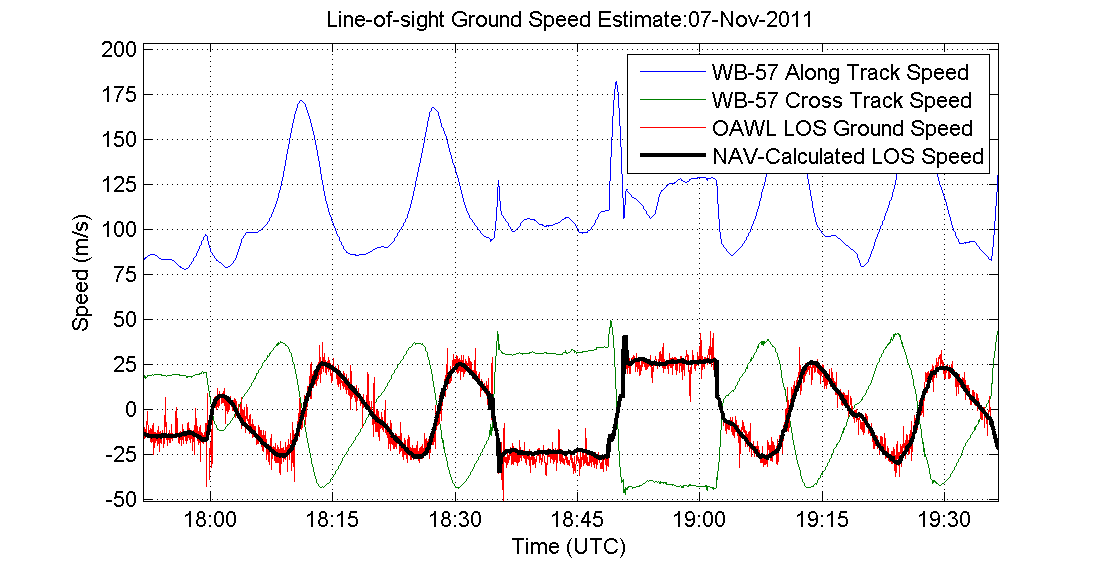 Line-of-sight Ground Speed Estimate:07-Nov-2011
200
175
150
125
100
75
50
25
0
-25
-50
Speed (m/s)
WB-57 Along Track Speed
WB-57 Cross Track Speed
OAWL LOS Ground Speed
NAV-Calculated LOS Speed
18:00 18:15 18:30 18:45 19:00 19:15 19:30
Time (UTC)